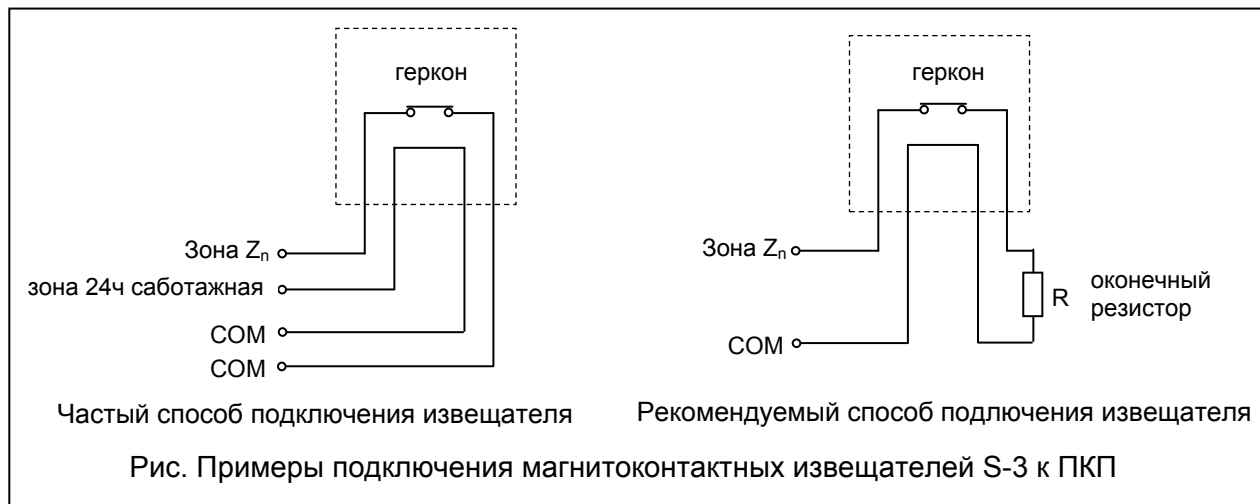 геркон
Зона Zn
зона 24ч саботажная
COM
COM
Частый способ подключения извещателя
геркон
Зона Zn
COM
R
оконечный
резистор
Рекомендуемый способ подлючения извещателя
Рис. Примеры подключения магнитоконтактных извещателей S-3 к ПКП